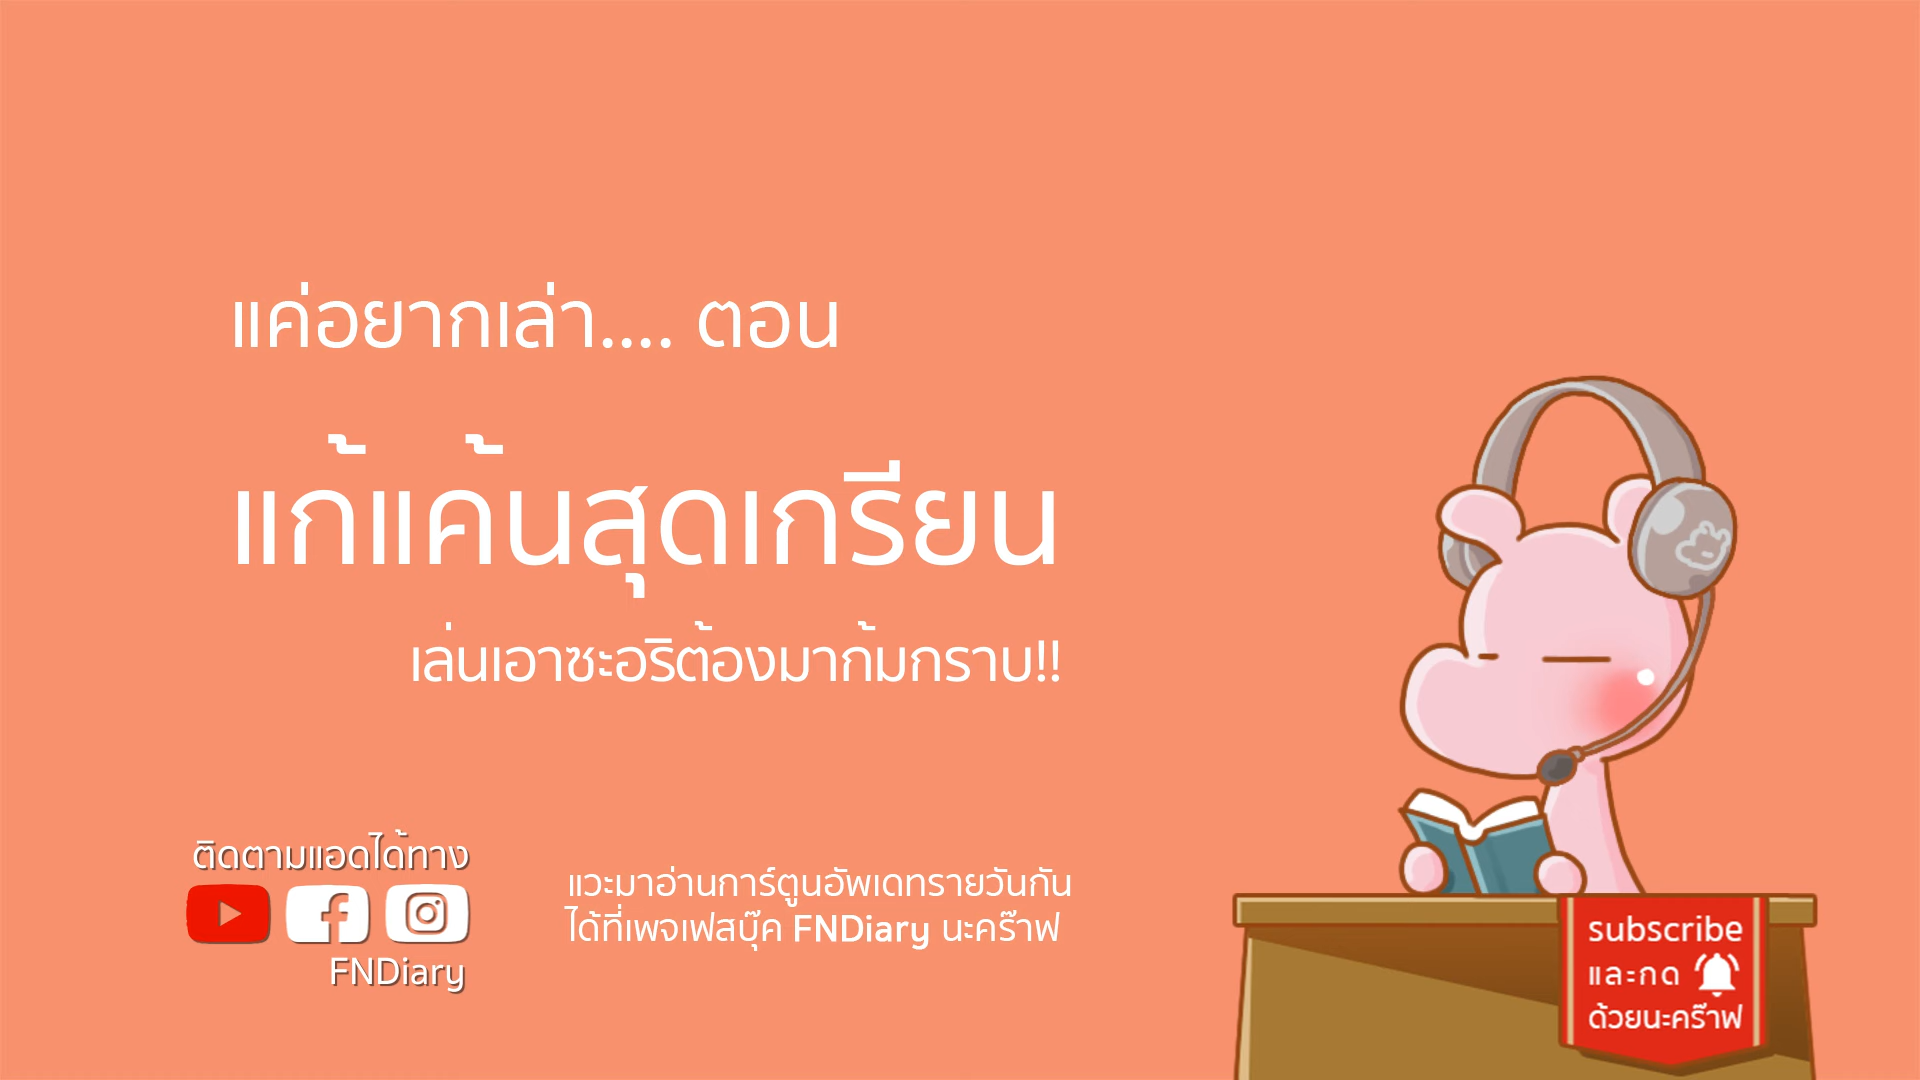 แค่อยากเล่า.... ตอน
แก้แค้นสุดเกรียน
เล่นเอาซะอริต้องมาก้มกราบ!!
ติดตามแอดได้ทาง
FNDiary
แวะมาอ่านการ์ตูนอัพเดทรายวันกัน
ได้ที่เพจเฟสบุ๊ค FNDiary นะคร๊าฟ
subscribe
และกด
ด้วยนะคร๊าฟ